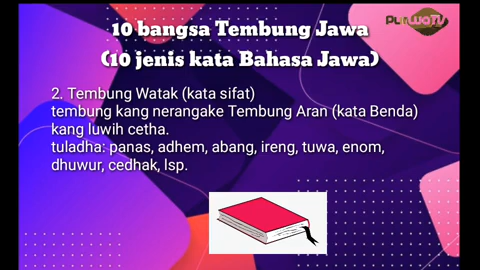 PurwaTV
10 bangsa Tembung Jawa
(10 jenis kata Bahasa Jawa)
2. Tembung Watak (kata sifat)
tembung kang nerangake Tembung Aran (kata Benda)
kang luwih cetha.
tuladha: panas, adhem, abang, ireng, tuwa, enom,
dhuwur, cedhak, lsp.